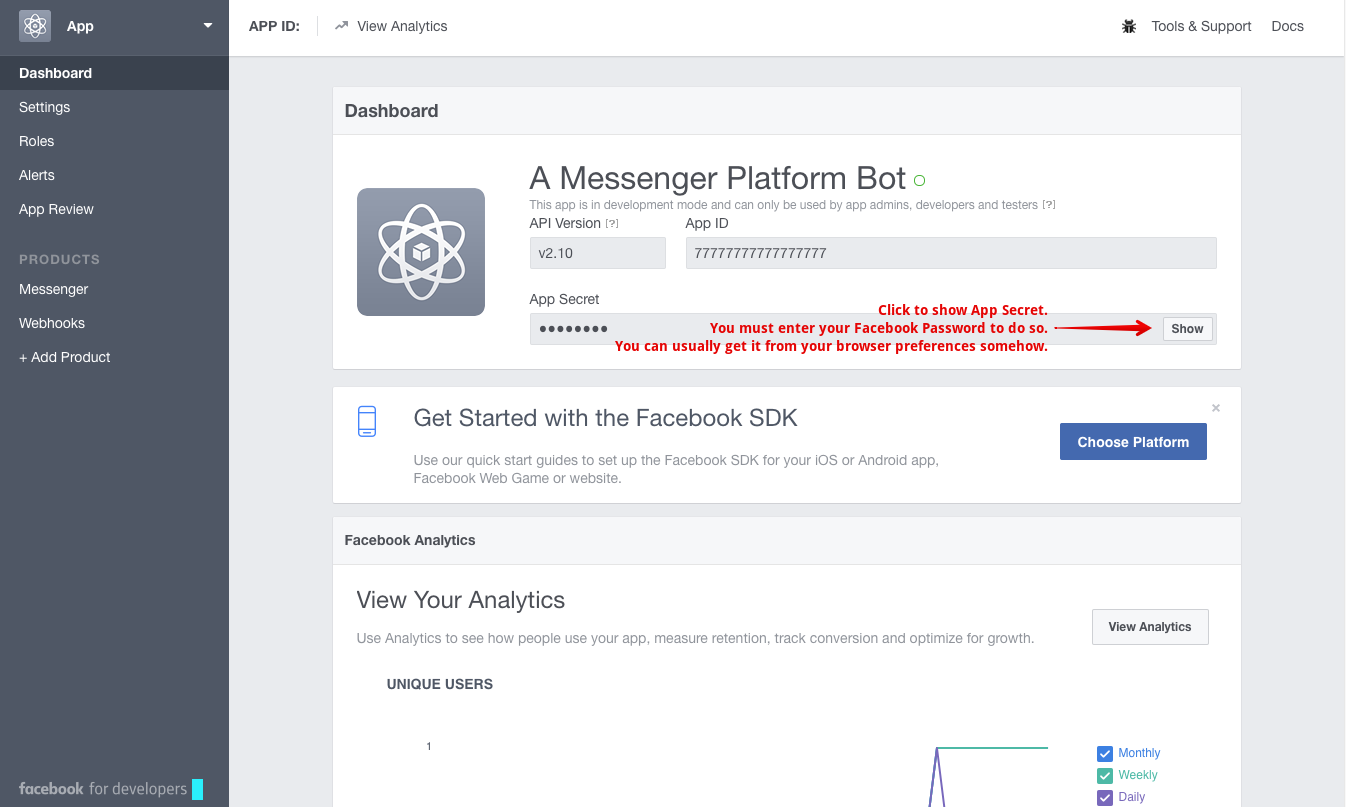 App
APP ID:
View Analytics
Tools & Support
Docs
Dashboard
Settings
Roles
Alerts
App Review
PRODUCTS
Messenger
Webhooks
+ Add Product
facebook for developers
Dashboard
A Messenger Platform Bot
This app is in development mode and can only be used by app admins, developers and testers [?]
API Version [?]
App ID
v2.10
77777777777777777
App Secret
●●●●●●●●
Click to show App Secret.
You must enter your Facebook Password to do so.
You can usually get it from your browser preferences somehow.
Show
Get Started with the Facebook SDK
Use our quick start guides to set up the Facebook SDK for your iOS or Android app,
Facebook Web Game or website.
×
Choose Platform
Facebook Analytics
View Your Analytics
Use Analytics to see how people use your app, measure retention, track conversion and optimize for growth.
View Analytics
UNIQUE USERS
1
Monthly
Weekly
Daily